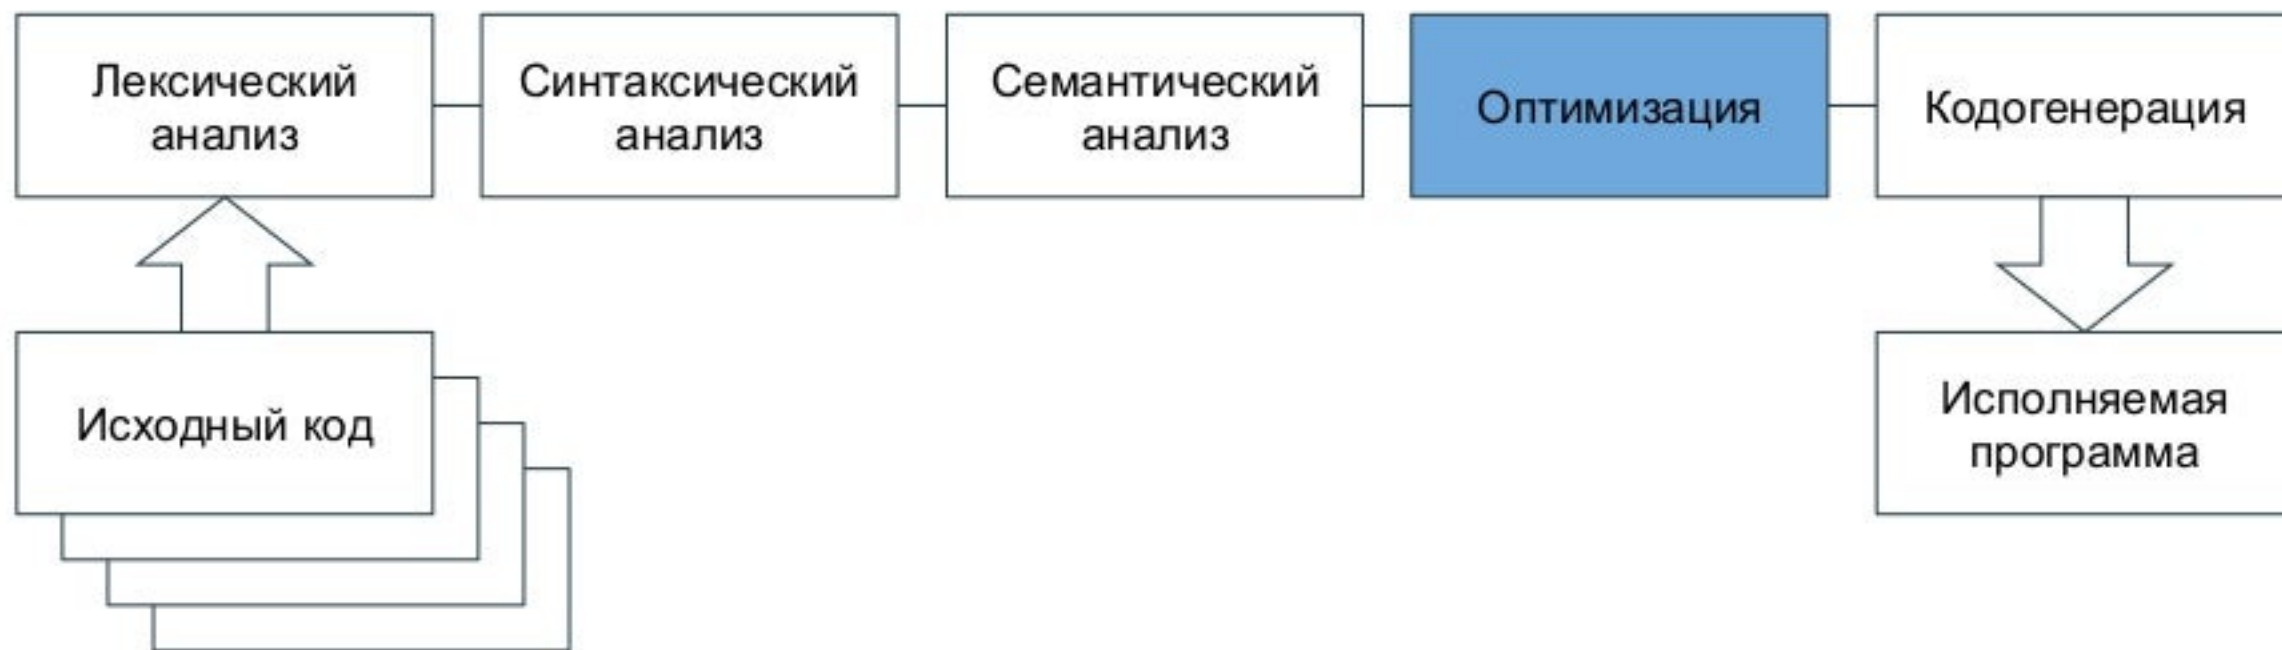 Лексический
анализ
Синтаксический
анализ
Семантический
анализ
Оптимизация
Кодогенерация
Исходный код
Исполняемая
программа